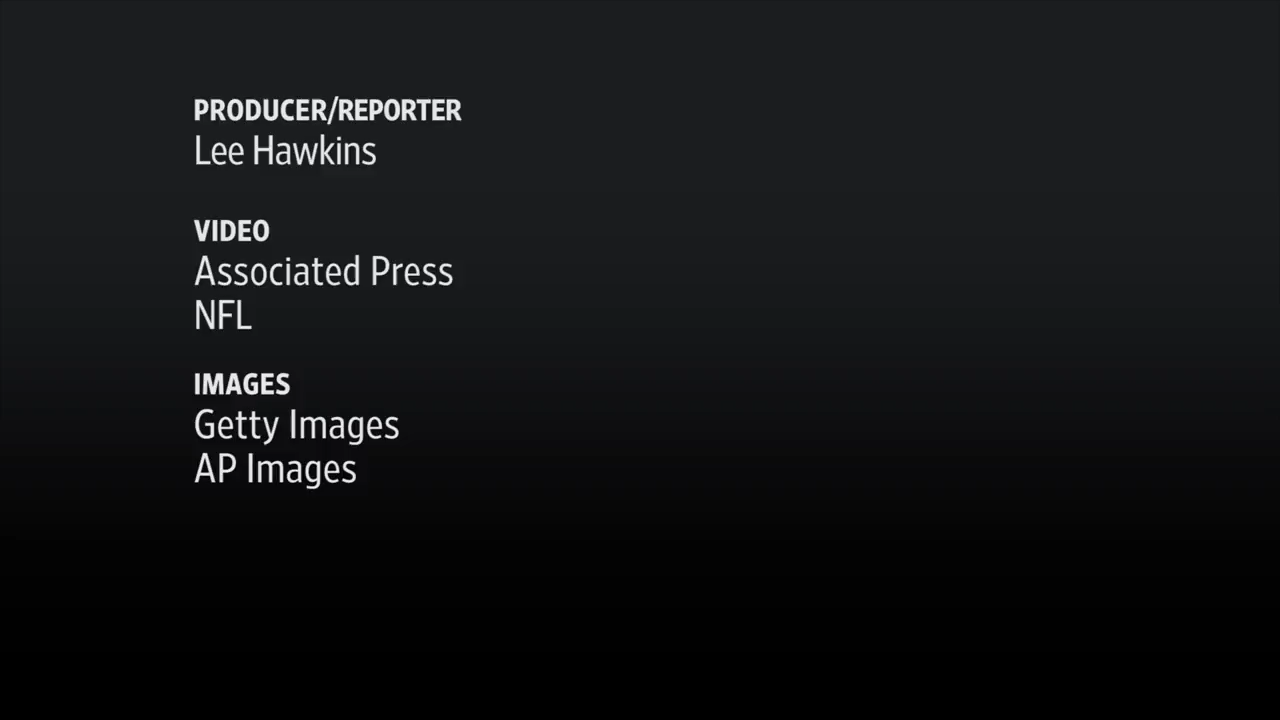 PRODUCER/REPORTER
Lee Hawkins
VIDEO
Associated Press
NFL
IMAGES
Getty Images
AP Images